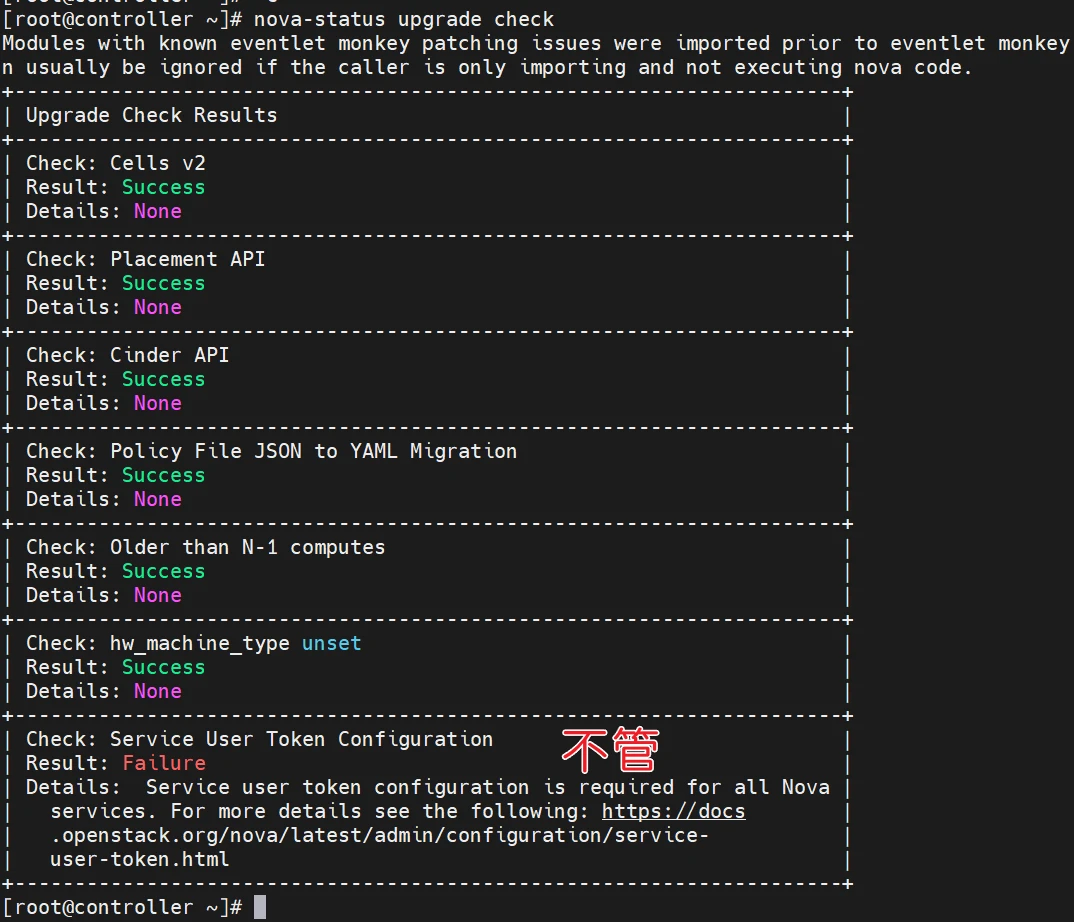 [root@controller ~]# nova-status upgrade check
Modules with known eventlet monkey patching issues were imported prior to eventlet monkey
n usually be ignored if the caller is only importing and not executing nova code.
+---------------------------------------------------------------------+
| Upgrade Check Results |
+---------------------------------------------------------------------+
| Check: Cells v2 |
| Result: Success |
| Details: None |
+---------------------------------------------------------------------+
| Check: Placement API |
| Result: Success |
| Details: None |
+---------------------------------------------------------------------+
| Check: Cinder API |
| Result: Success |
| Details: None |
+---------------------------------------------------------------------+
| Check: Policy File JSON to YAML Migration |
| Result: Success |
| Details: None |
+---------------------------------------------------------------------+
| Check: Older than N-1 computes |
| Result: Success |
| Details: None |
+---------------------------------------------------------------------+
| Check: hw_machine_type unset |
| Result: Success |
| Details: None |
+---------------------------------------------------------------------+
| Check: Service User Token Configuration 不管 |
| Result: Failure |
| Details: Service user token configuration is required for all Nova |
| services. For more details see the following: https://docs |
| .openstack.org/nova/latest/admin/configuration/service- |
| user-token.html |
+---------------------------------------------------------------------+
[root@controller ~]#